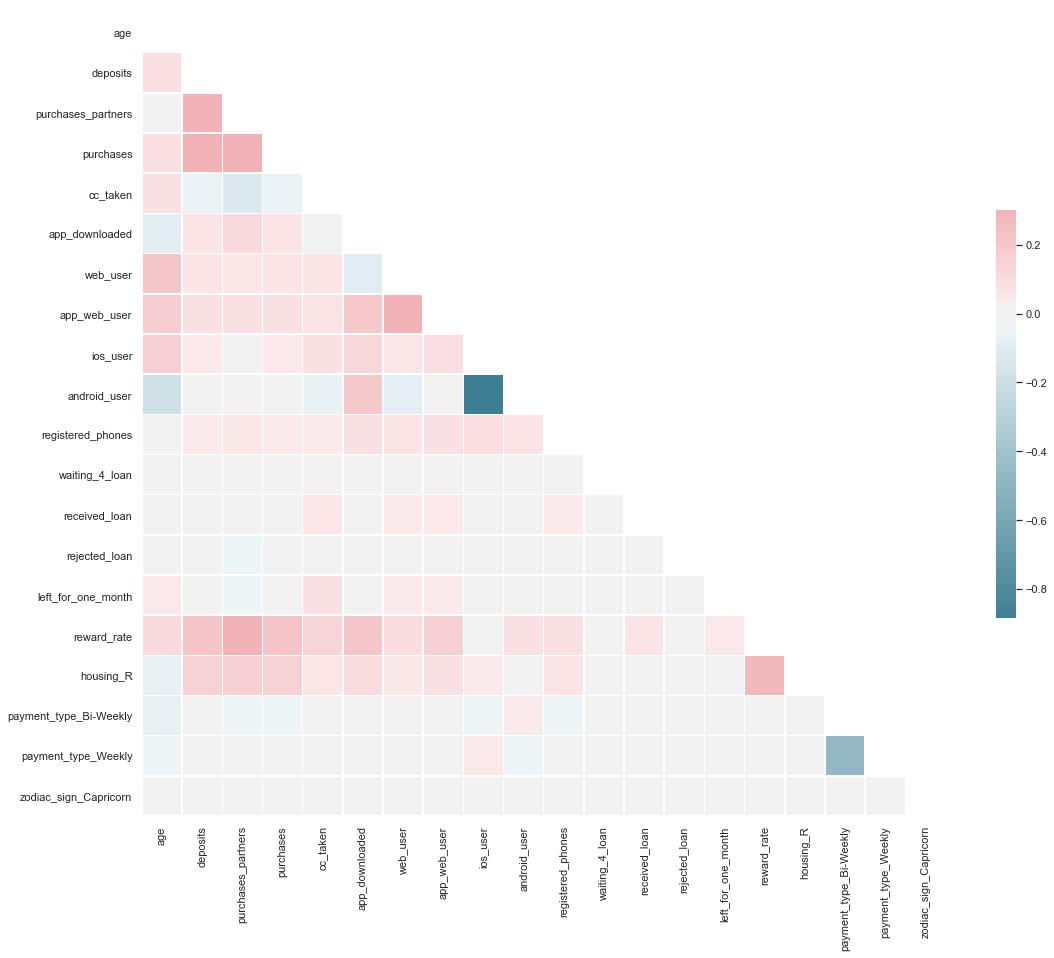 age
deposits
purchases_partners
purchases
cc_taken
app_downloaded
web_user
app_web_user
ios_user
android_user
registered_phones
waiting_4_loan
received_loan
rejected_loan
left_for_one_month
reward_rate
housing_R
payment_type_Bi-Weekly
payment_type_Weekly
zodiac_sign_Capricorn
age
deposits
purchases_partners
purchases
cc_taken
app_downloaded
web_user
app_web_user
ios_user
android_user
registered_phones
waiting_4_loan
received_loan
rejected_loan
left_for_one_month
reward_rate
housing_R
payment_type_Bi-Weekly
payment_type_Weekly
zodiac_sign_Capricorn
0.2
0.0
−0.2
−0.4
−0.6
−0.8